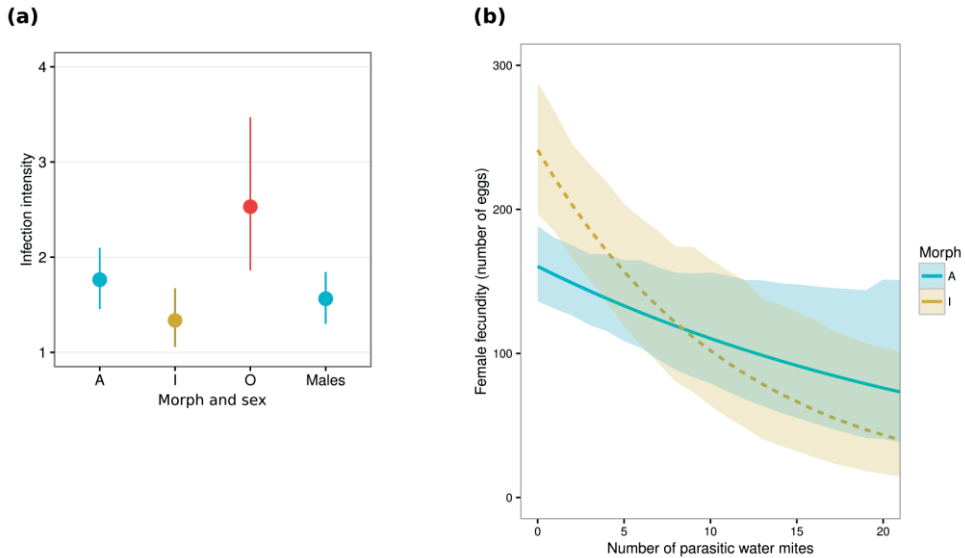 (a)
4
3
2
1
Infection intensity
A I O Males
Morph and sex
(b)
300
200
100
0
Female fecundity (number of eggs)
0 5 10 15 20
Number of parasitic water mites
Morph
A
I